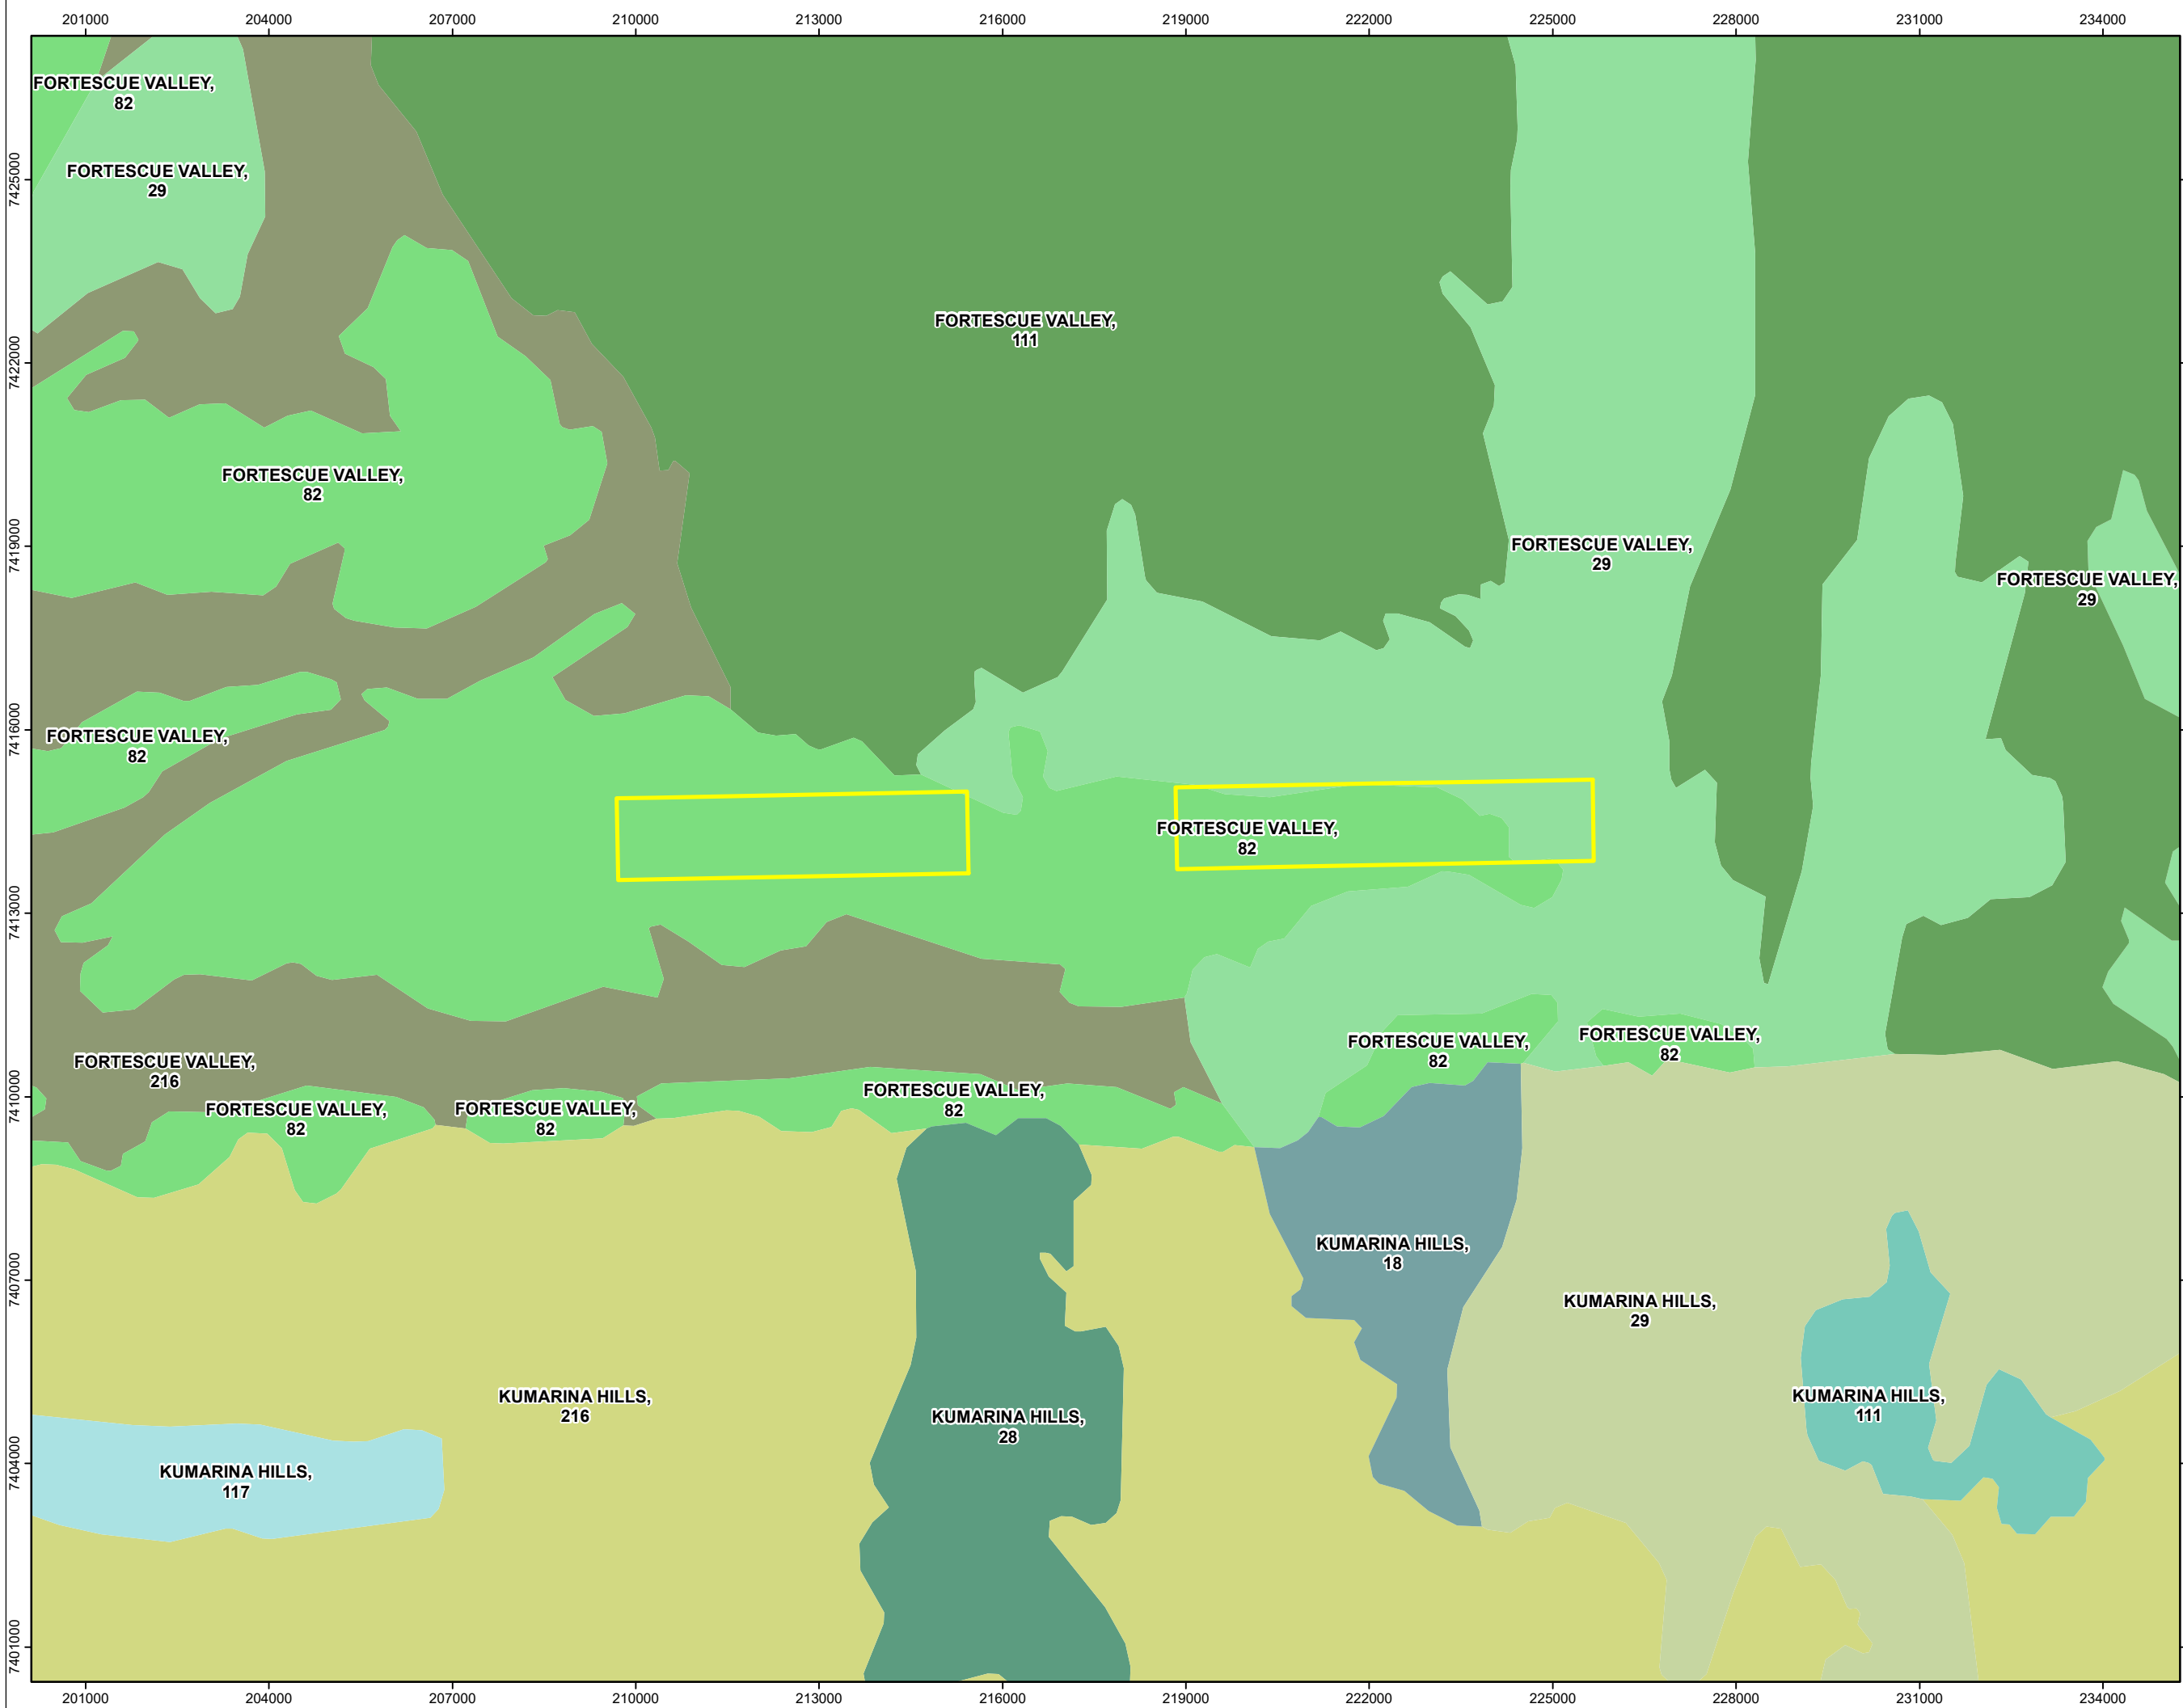 201000 204000 207000 210000 213000 216000 219000 222000 225000 228000 231000 234000
FORTESCUE VALLEY,
82
7425000
FORTESCUE VALLEY,
29
FORTESCUE VALLEY,
111
7422000
FORTESCUE VALLEY,
82
7419000
FORTESCUE VALLEY,
29
FORTESCUE VALLEY,
29
7416000
FORTESCUE VALLEY,
82
FORTESCUE VALLEY,
82
7413000
FORTESCUE VALLEY,
82
FORTESCUE VALLEY,
82
FORTESCUE VALLEY,
216
7410000
FORTESCUE VALLEY,
82
FORTESCUE VALLEY,
82
FORTESCUE VALLEY,
82
KUMARINA HILLS,
18
7407000
KUMARINA HILLS,
29
KUMARINA HILLS,
216
KUMARINA HILLS,
111
KUMARINA HILLS,
28
7404000
KUMARINA HILLS,
117
7401000
201000 204000 207000 210000 213000 216000 219000 222000 225000 228000 231000 234000